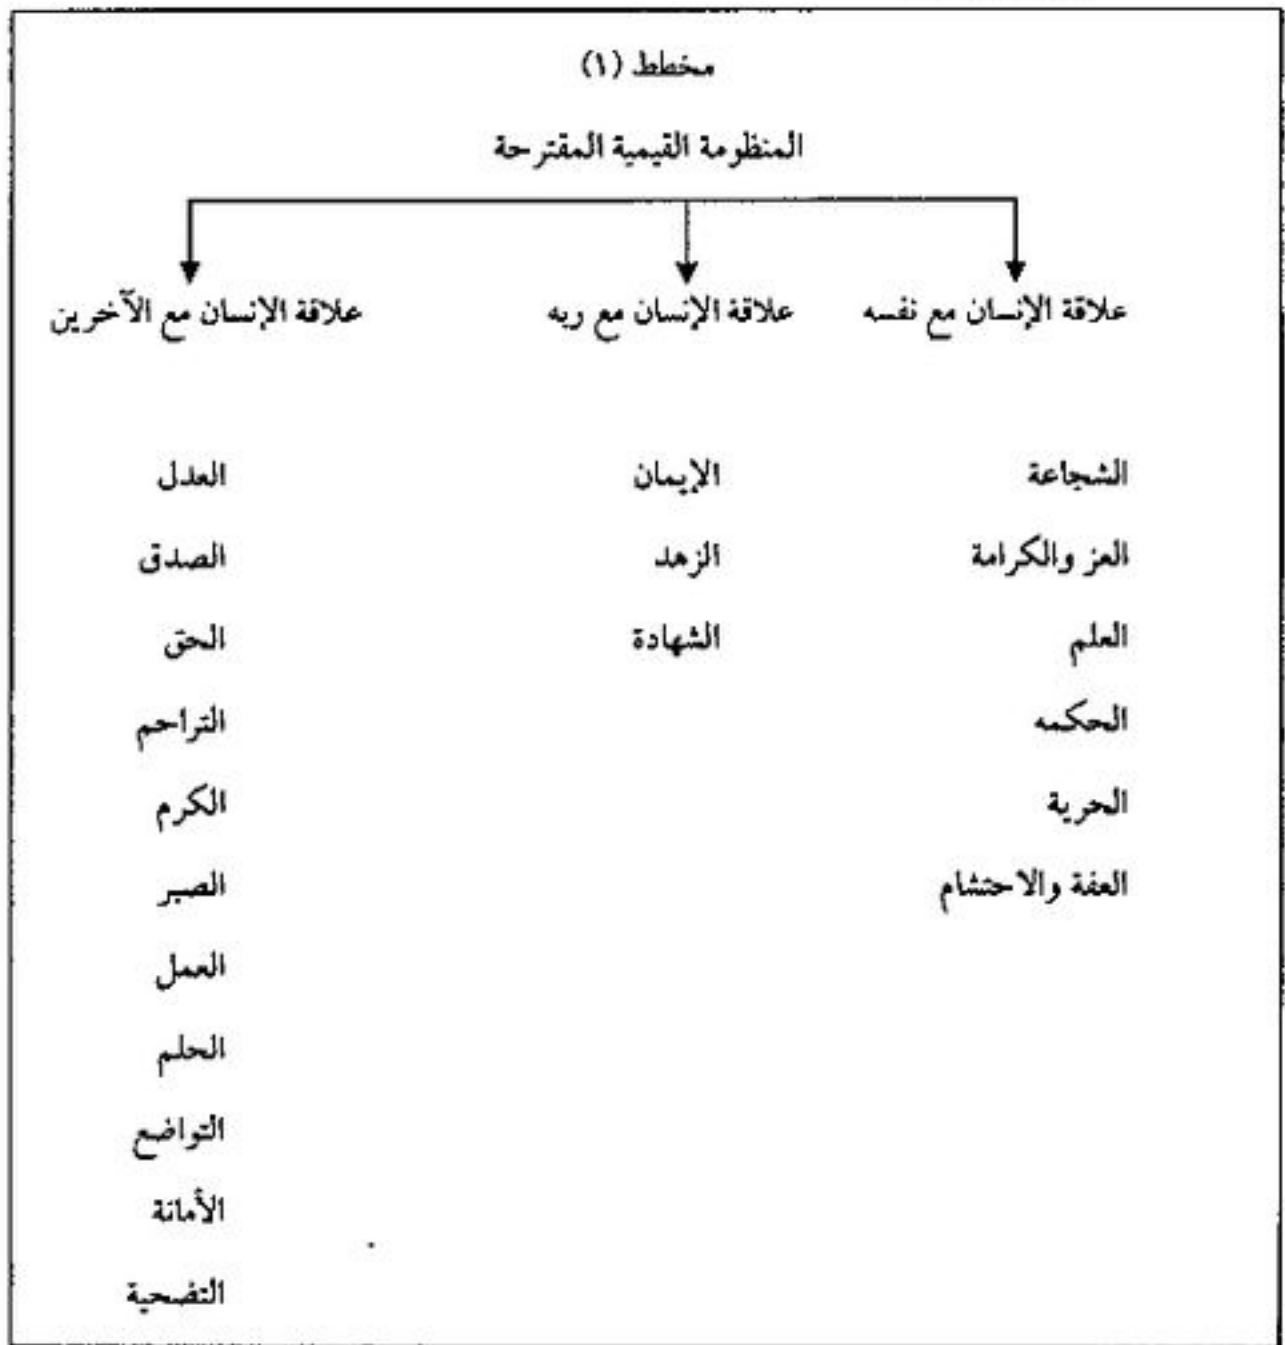 مخطط (١)
المنظومة القيمية المقترحة
علاقة الإنسان مع نفسه علاقة الإنسان مع ربه علاقة الإنسان مع الآخرين
الشجاعة الإيمان العدل
العز والكرامة الزهد الصدق
العلم الشهادة الحق
الحكمه التراحم
الحرية الكرم
العفة والاحتشام الصبر
العمل
الحلم
التواضع
الأمانة
التضحية